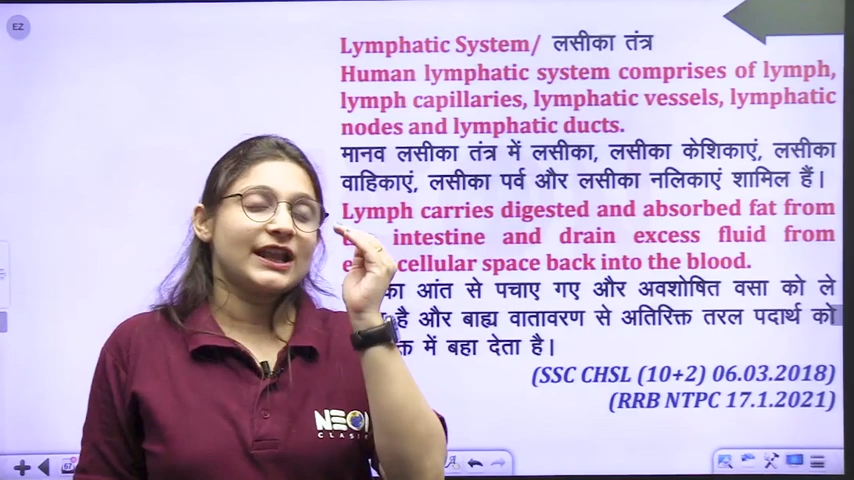 EZ
Lymphatic System/ लसीका तंत्र
Human lymphatic system comprises of lymph,
lymph capillaries, lymphatic vessels, lymphatic
nodes and lymphatic ducts.
मानव लसीका तंत्र में लसीका, लसीका केशिकाएं, लसीका
वाहिकाएं, लसीका पर्व और लसीका नलिकाएं शामिल हैं।
Lymph carries digested and absorbed fat from
intestine and drain excess fluid from
cellular space back into the blood.
आंत से पचाए गए और अवशोषित वसा को ले
है और बाह्य वातावरण से अतिरिक्त तरल पदार्थ को
में बहा देता है।
(SSC CHSL (10+2) 06.03.2018)
(RRB NTPC 17.1.2021)
NEON
CLASSES
67